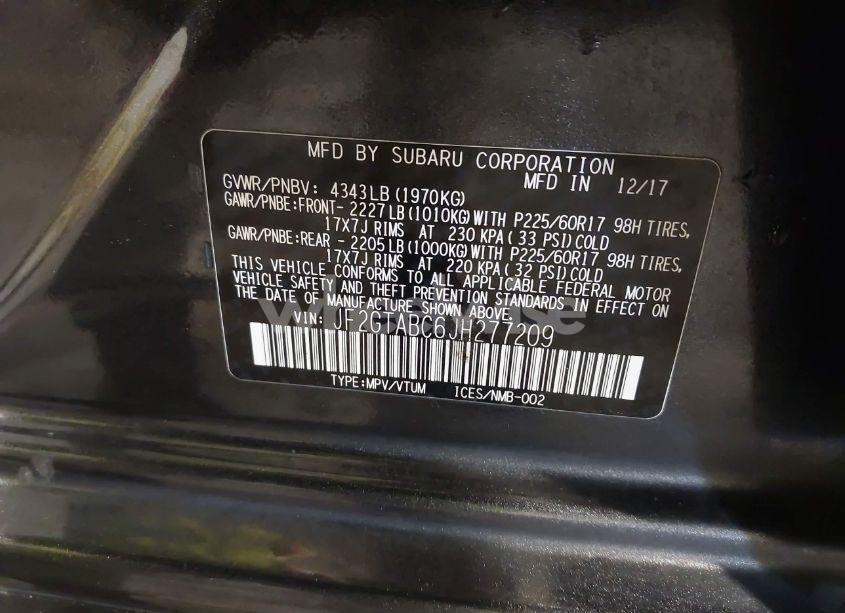 MFD BY SUBARU CORPORATION
MFD IN 12/17
GVWR/PNBV: 4343LB(1970KG)
GAWR/PNBE:FRONT- 2227LB(1010KG)WITH P225/60R17 98H TIRES,
17X7J RIMS AT 230 KPA( 33 PSI)COLD
GAWR/PNBE:REAR - 2205LB(1000KG)WITH P225/60R17 98H TIRES,
17X7J RIMS AT 220 KPA( 32 PSI)COLD
THIS VEHICLE CONFORMS TO ALL APPLICABLE FEDERAL MOTOR
VEHICLE SAFETY AND THEFT PREVENTION STANDARDS IN EFFECT ON
THE DATE OF MANUFACTURE SHOWN ABOVE.
VIN: JF2GTABC6JH277209
TYPE:MPV/VTUM ICES/NMB-002